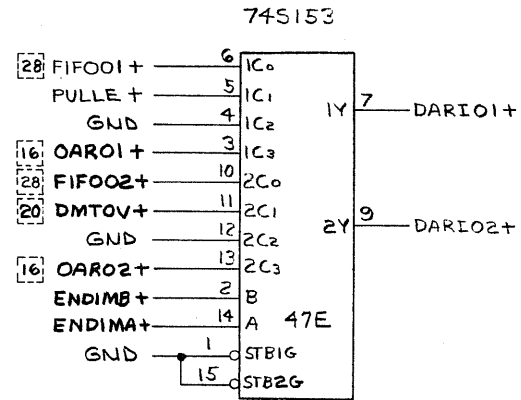 74S153
28 FIFO01+ 6 1C0
PULLE+ 5 1C1
GND 4 1C2
16 OAR01+ 3 1C3
28 FIFO02+ 10 2C0
20 DMTOV+ 11 2C1
GND 12 2C2
16 OAR02+ 13 2C3
ENDIMB+ 2 B
ENDIMA+ 14 A
GND 1 STB1G
15 STB2G
1Y 7 DARIO1+
2Y 9 DARIO2+
47E